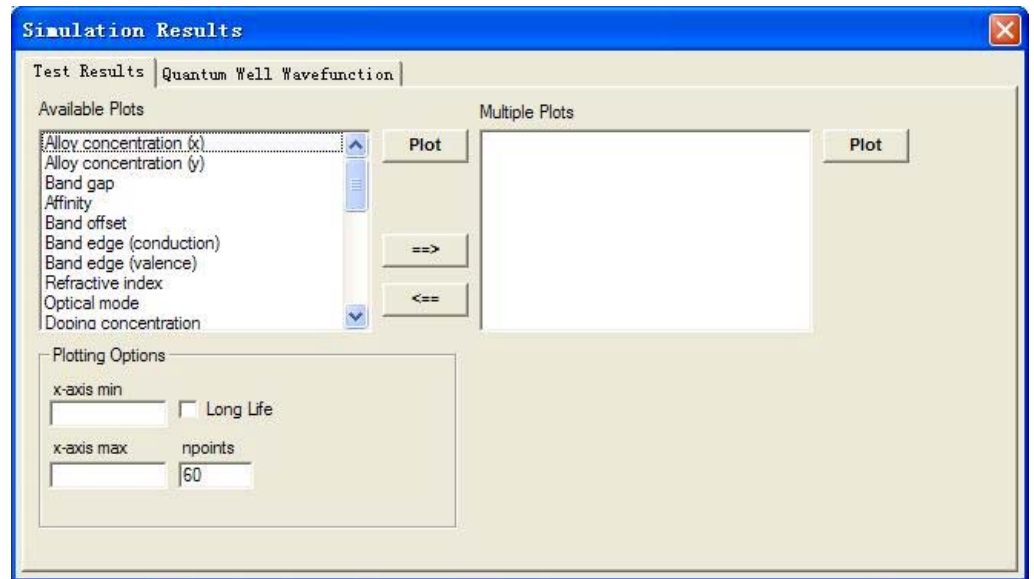 Simulation Results
Test Results Quantum Well Wavefunction
Available Plots
Alloy concentration (x)
Alloy concentration (y)
Band gap
Affinity
Band offset
Band edge (conduction)
Band edge (valence)
Refractive index
Optical mode
Doping concentration
Plot
==>
<==
Multiple Plots
Plot
Plotting Options
x-axis min
Long Life
x-axis max npoints
60